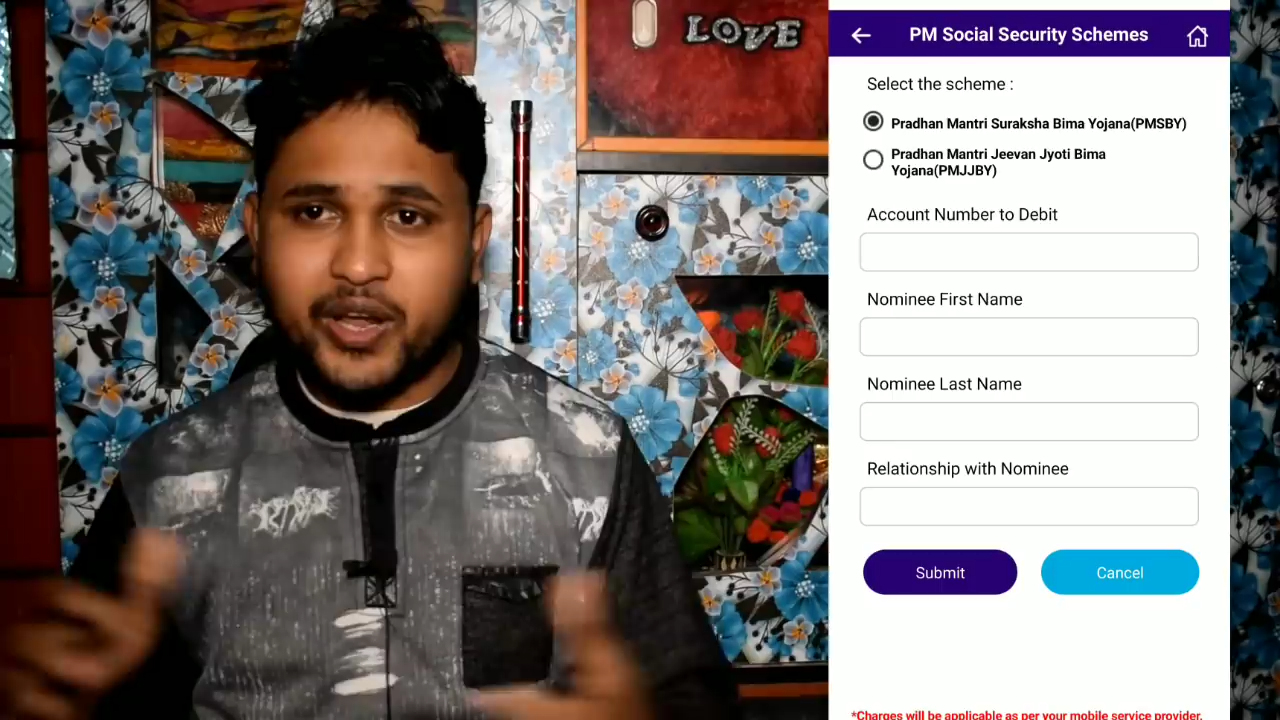 LOVE
PM Social Security Schemes
Select the scheme :
Pradhan Mantri Suraksha Bima Yojana(PMSBY)
Pradhan Mantri Jeevan Jyoti Bima
Yojana(PMJJBY)
Account Number to Debit
Nominee First Name
Nominee Last Name
Relationship with Nominee
Submit
Cancel
*Charges will be applicable as per your mobile service provider.